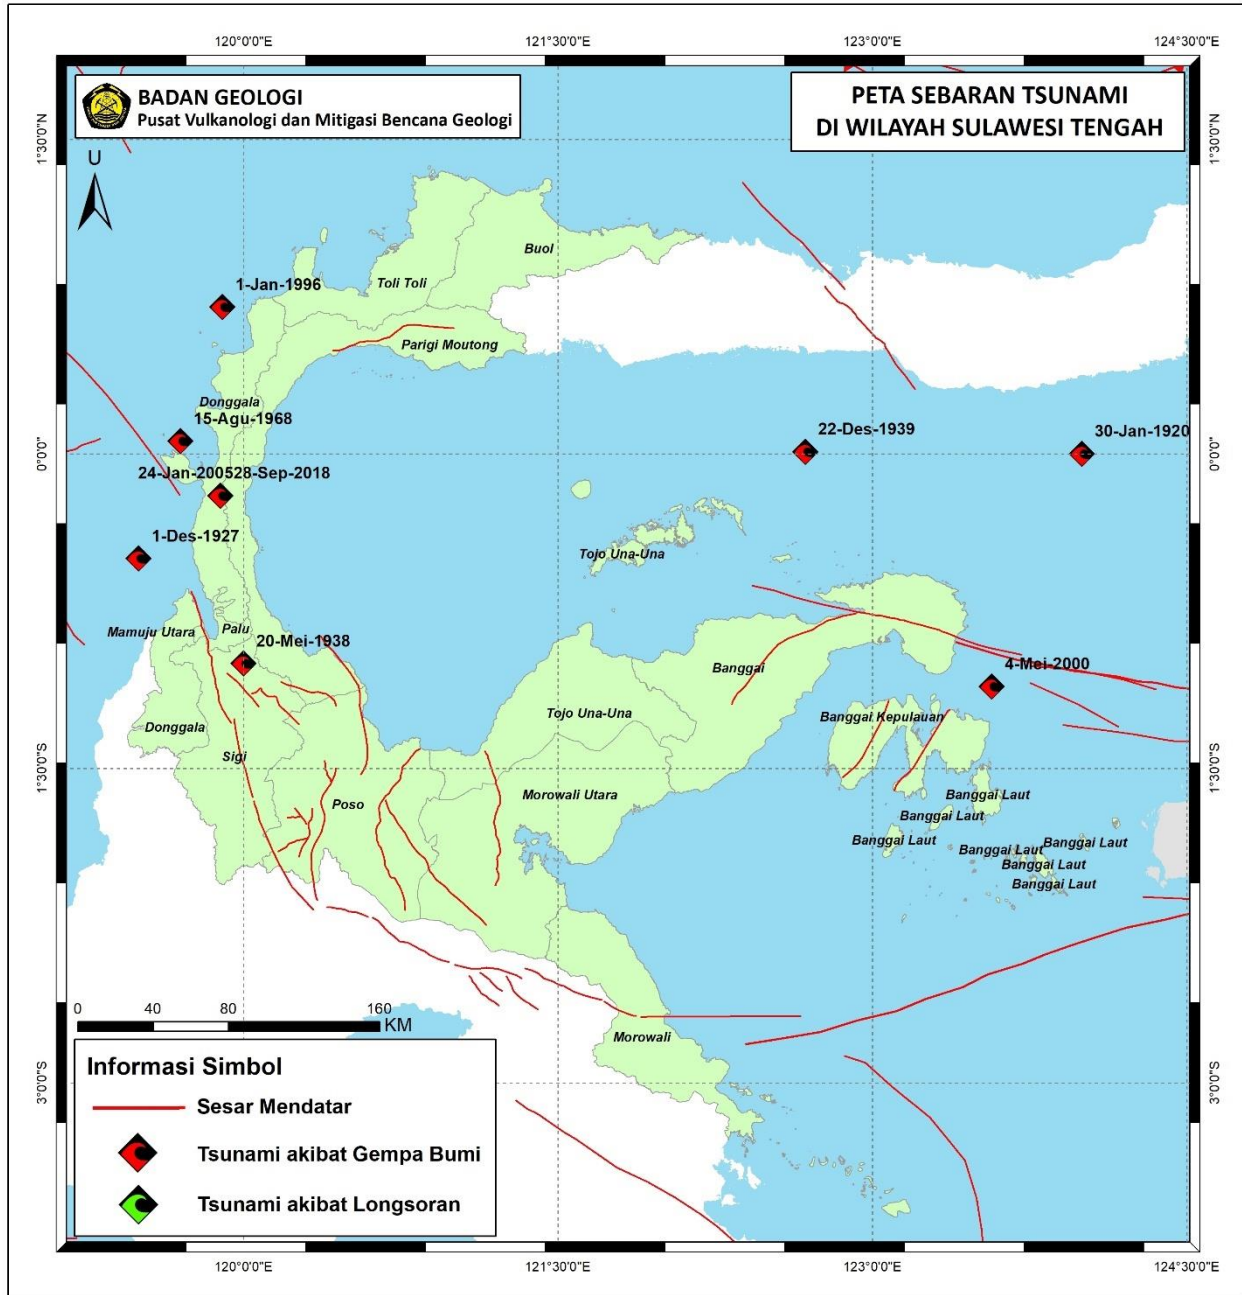 120°0'0"E
121°30'0"E
123°0'0"E
124°30'0"E
BADAN GEOLOGI
Pusat Vulkanologi dan Mitigasi Bencana Geologi
PETA SEBARAN TSUNAMI
DI WILAYAH SULAWESI TENGAH
1°30'0"N
1°30'0"N
U
Buol
Toli Toli
1-Jan-1996
Parigi Moutong
Donggala
15-Agu-1968
22-Des-1939
30-Jan-1920
0°0'0"
0°0'0"
24-Jan-200528-Sep-2018
1-Des-1927
Tojo Una-Una
Mamuju Utara
Palu
20-Mei-1938
Banggai
4-Mei-2000
Tojo Una-Una
Banggai Kepulauan
Donggala
Sigi
1°30'0"S
1°30'0"S
Poso
Morowali Utara
Banggai Laut
Banggai Laut
Banggai Laut
Banggai Laut
Banggai Laut
Banggai Laut
Banggai Laut
0 40 80 160
KM
Morowali
Informasi Simbol
Sesar Mendatar
Tsunami akibat Gempa Bumi
Tsunami akibat Longsoran
3°0'0"S
3°0'0"S
120°0'0"E
121°30'0"E
123°0'0"E
124°30'0"E